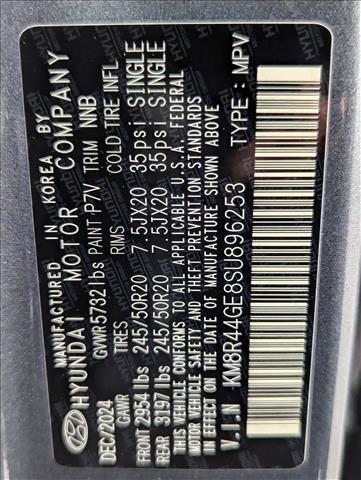 MANUFACTURED IN KOREA BY
HYUNDAI MOTOR COMPANY
DEC/2024 GVWR 5732 lbs PAINT P7V TRIM NNB
GAWR TIRES RIMS COLD TIRE INFL
FRONT 2954 lbs 245/50R20 7.5JX20 35psi SINGLE
REAR 3197 lbs 245/50R20 7.5JX20 35psi SINGLE
THIS VEHICLE CONFORMS TO ALL APPLICABLE U.S.A. FEDERAL
MOTOR VEHICLE SAFETY AND THEFT PREVENTION STANDARDS
IN EFFECT ON THE DATE OF MANUFACTURE SHOWN ABOVE
V.I.N KM8R44GE8SU896253 TYPE : MPV